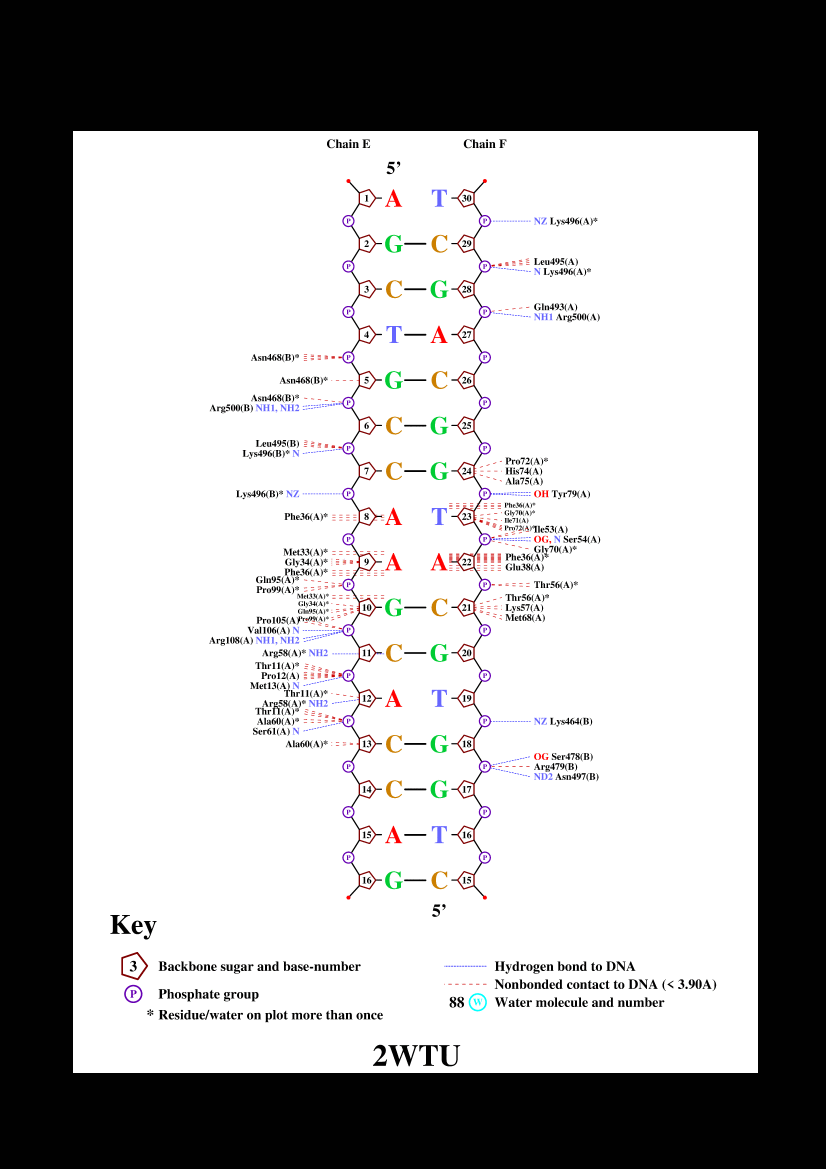 Chain E Chain F
5’
1 A T 30
P P NZ Lys496(A)*
2 G C 29
Leu495(A)
P P N Lys496(A)*
3 C G 28
Gln493(A)
P P NH1 Arg500(A)
4 T A 27
Asn468(B)* P P
Asn468(B)* 5 G C 26
Asn468(B)* P P
Arg500(B) NH1, NH2
6 C G 25
Leu495(B) P P
Lys496(B)* N
Pro72(A)*
7 C G 24 His74(A)
Ala75(A)
Lys496(B)* NZ P P OH Tyr79(A)
Phe36(A)*
Phe36(A)* 8 A T 23 Gly70(A)*
Ile71(A)
Pro72(A)*
Ile53(A)
P P OG, N Ser54(A)
Gly70(A)*
Met33(A)* Phe36(A)*
Gly34(A)* 9 A A 22 Glu38(A)
Phe36(A)*
Gln95(A)* P P Thr56(A)*
Pro99(A)*
Met33(A)* Thr56(A)*
Gly34(A)* 10 G C 21 Lys57(A)
Gln95(A)* Met68(A)
Pro99(A)*
Pro105(A)
Val106(A) N P P
Arg108(A) NH1, NH2
Arg58(A)* NH2 11 C G 20
Thr11(A)*
Pro12(A) P P
Met13(A) N
Thr11(A)* 12 A T 19
Arg58(A)* NH2
Thr11(A)*
Ala60(A)* P P NZ Lys464(B)
Ser61(A) N
Ala60(A)* 13 C G 18
OG Ser478(B)
P P Arg479(B)
ND2 Asn497(B)
14 C G 17
P P
15 A T 16
P P
16 G C 15
5’
Key
3 Backbone sugar and base-number Hydrogen bond to DNA
Nonbonded contact to DNA (< 3.90A)
P Phosphate group 88 W Water molecule and number
* Residue/water on plot more than once
2WTU